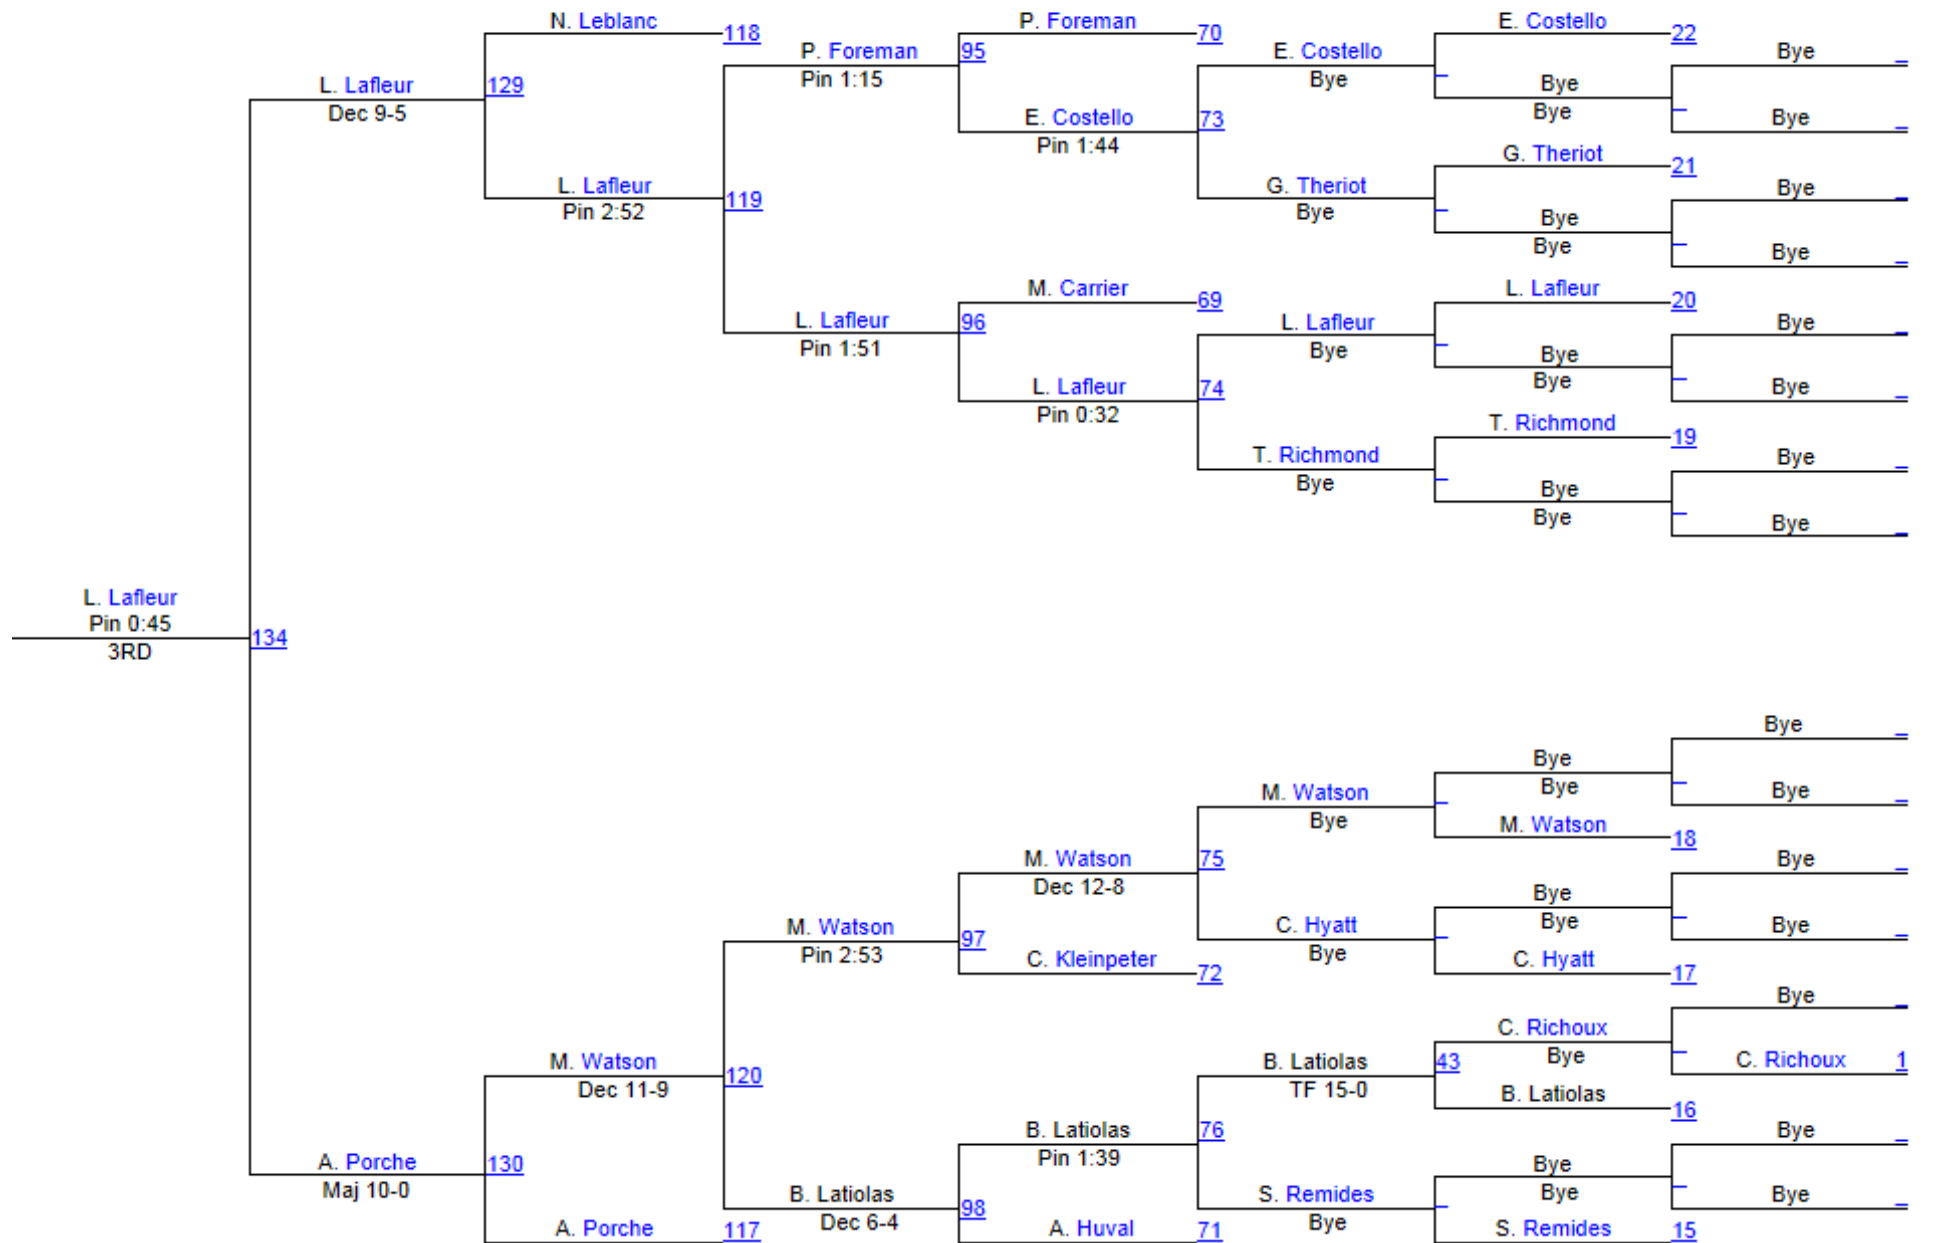 N. Leblanc
118
P. Foreman
70
E. Costello
22
P. Foreman
95
E. Costello
Bye
_
Pin 1:15
Bye
L. Lafleur
129
_
Bye
Dec 9-5
Bye
_
E. Costello
73
Bye
_
Pin 1:44
G. Theriot
21
L. Lafleur
119
G. Theriot
Bye
_
Pin 2:52
Bye
_
Bye
Bye
_
Bye
_
M. Carrier
69
L. Lafleur
20
L. Lafleur
96
L. Lafleur
Bye
_
Pin 1:51
Bye
_
Bye
L. Lafleur
74
Bye
_
Bye
_
Pin 0:32
T. Richmond
19
T. Richmond
Bye
_
Bye
_
Bye
Bye
_
Bye
_
L. Lafleur
Pin 0:45
134
3RD
Bye
_
Bye
M. Watson
_
Bye
_
Bye
_
Bye
M. Watson
18
M. Watson
75
Bye
_
Dec 12-8
Bye
M. Watson
97
C. Hyatt
_
Bye
_
Bye
_
Pin 2:53
Bye
C. Kleinpeter
72
C. Hyatt
17
Bye
_
C. Richoux
M. Watson
120
B. Latiolas
43
Bye
_
C. Richoux
1
Dec 11-9
TF 15-0
B. Latiolas
16
B. Latiolas
76
Bye
_
Pin 1:39
A. Porche
130
Bye
Maj 10-0
B. Latiolas
98
S. Remides
_
Bye
_
Bye
_
Dec 6-4
Bye
A. Porche
117
A. Huval
71
S. Remides
15